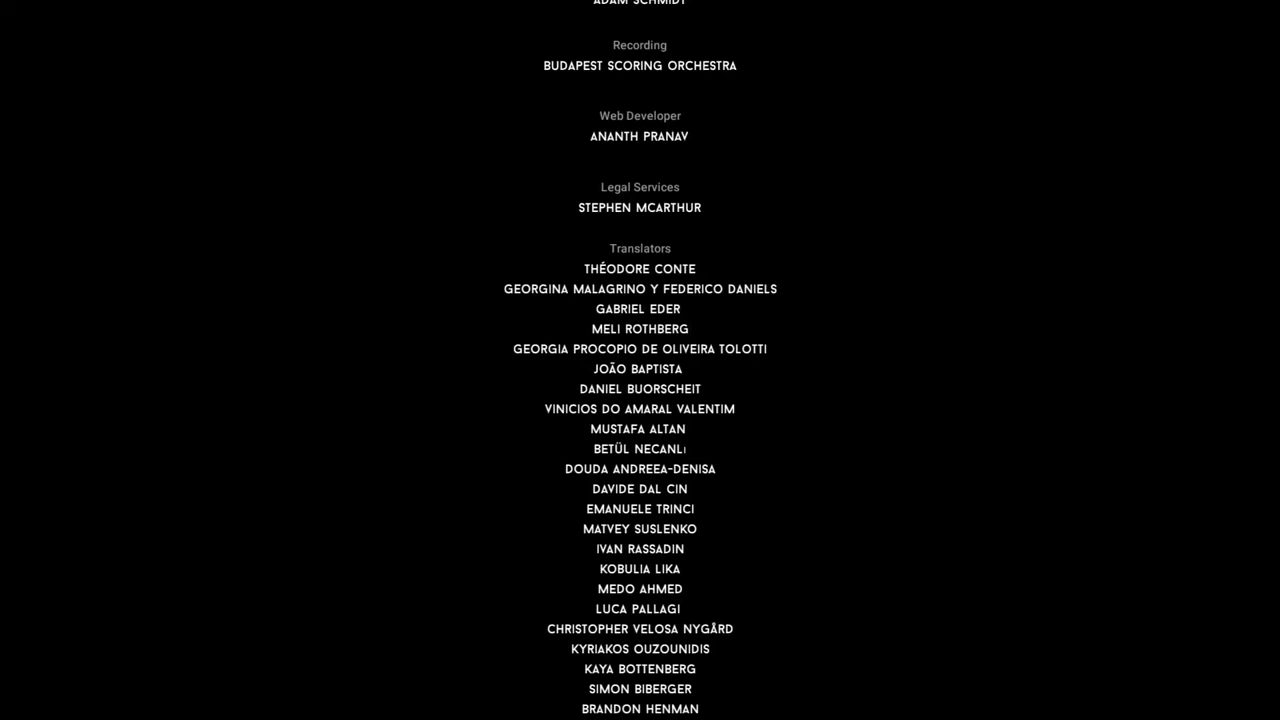 ADAM SCHMIDT
Recording
BUDAPEST SCORING ORCHESTRA
Web Developer
ANANTH PRANAV
Legal Services
STEPHEN MCARTHUR
Translators
THÉODORE CONTE
GEORGINA MALAGRINO Y FEDERICO DANIELS
GABRIEL EDER
MELI ROTHBERG
GEORGIA PROCOPIO DE OLIVEIRA TOLOTTI
JOÃO BAPTISTA
DANIEL BUORSCHEIT
VINICIOS DO AMARAL VALENTIM
MUSTAFA ALTAN
BETÜL NECANLı
DOUDA ANDREEA-DENISA
DAVIDE DAL CIN
EMANUELE TRINCI
MATVEY SUSLENKO
IVAN RASSADIN
KOBULIA LIKA
MEDO AHMED
LUCA PALLAGI
CHRISTOPHER VELOSA NYGÅRD
KYRIAKOS OUZOUNIDIS
KAYA BOTTENBERG
SIMON BIBERGER
BRANDON HENMAN